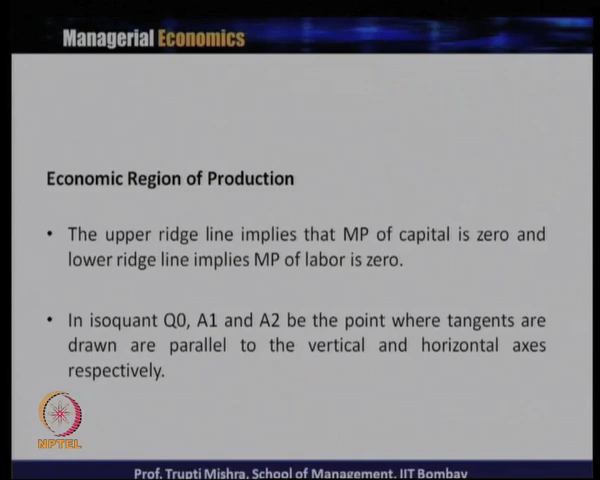 Managerial Economics
Economic Region of Production
• The upper ridge line implies that MP of capital is zero and
lower ridge line implies MP of labor is zero.
• In isoquant Q0, A1 and A2 be the point where tangents are
drawn are parallel to the vertical and horizontal axes
respectively.
NPTEL
Prof. Trupti Mishra, School of Management, IIT Bombay